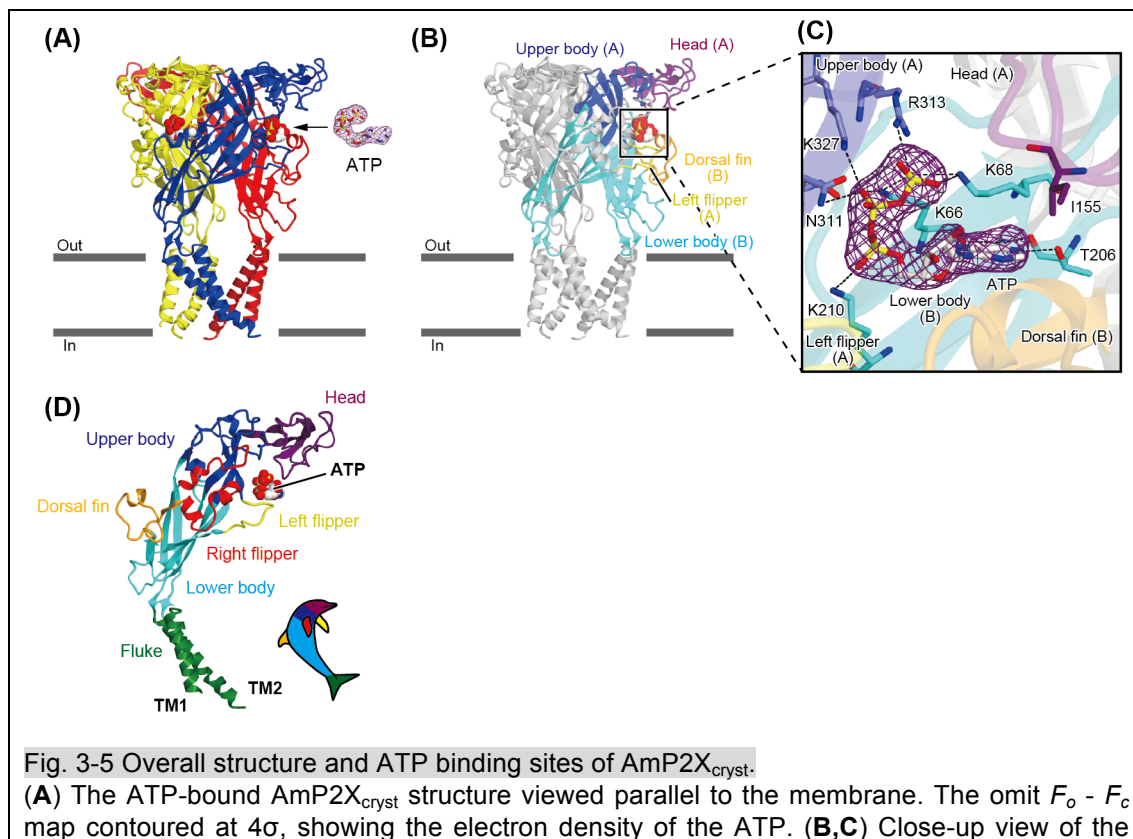 (A)
ATP
Out
In
(B)
Upper body (A)
Head (A)
Dorsal fin
(B)
Left flipper
(A)
Lower body (B)
Out
In
(C)
Upper body (A)
Head (A)
R313
K327
K68
N311
K66
I155
T206
ATP
K210
Lower body
(B)
Left flipper
(A)
Dorsal fin (B)
(D)
Head
Upper body
ATP
Dorsal fin
Left flipper
Right flipper
Lower body
Fluke
TM2
TM1
Fig. 3-5 Overall structure and ATP binding sites of AmP2Xcryst.
(A) The ATP-bound AmP2Xcryst structure viewed parallel to the membrane. The omit Fo - Fc
map contoured at 4σ, showing the electron density of the ATP. (B,C) Close-up view of the